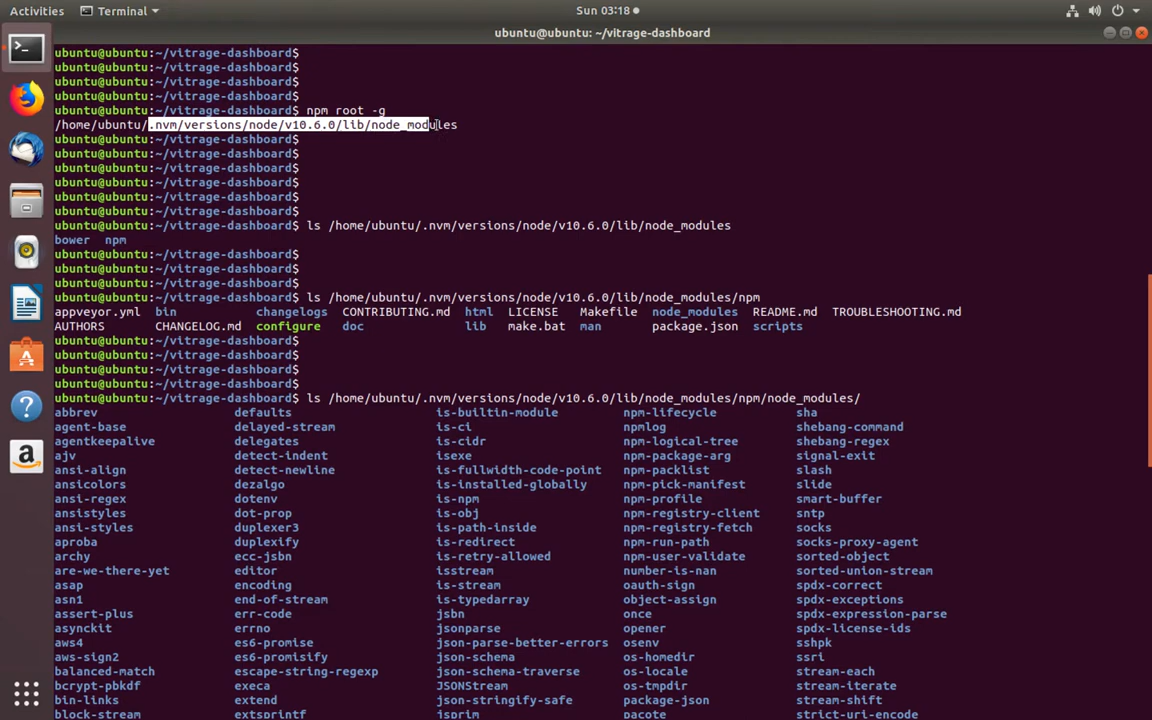 Activities Terminal Sun 03:18
ubuntu@ubuntu: ~/vitrage-dashboard
ubuntu@ubuntu:~/vitrage-dashboard$
ubuntu@ubuntu:~/vitrage-dashboard$
ubuntu@ubuntu:~/vitrage-dashboard$
ubuntu@ubuntu:~/vitrage-dashboard$
ubuntu@ubuntu:~/vitrage-dashboard$ npm root -g
/home/ubuntu/.nvm/versions/node/v10.6.0/lib/node_modules
ubuntu@ubuntu:~/vitrage-dashboard$
ubuntu@ubuntu:~/vitrage-dashboard$
ubuntu@ubuntu:~/vitrage-dashboard$
ubuntu@ubuntu:~/vitrage-dashboard$
ubuntu@ubuntu:~/vitrage-dashboard$
ubuntu@ubuntu:~/vitrage-dashboard$
ubuntu@ubuntu:~/vitrage-dashboard$ ls /home/ubuntu/.nvm/versions/node/v10.6.0/lib/node_modules
bower npm
ubuntu@ubuntu:~/vitrage-dashboard$
ubuntu@ubuntu:~/vitrage-dashboard$
ubuntu@ubuntu:~/vitrage-dashboard$
ubuntu@ubuntu:~/vitrage-dashboard$ ls /home/ubuntu/.nvm/versions/node/v10.6.0/lib/node_modules/npm
appveyor.yml bin changelogs CONTRIBUTING.md html LICENSE Makefile node_modules README.md TROUBLESHOOTING.md
AUTHORS CHANGELOG.md configure doc lib make.bat man package.json scripts
ubuntu@ubuntu:~/vitrage-dashboard$
ubuntu@ubuntu:~/vitrage-dashboard$
ubuntu@ubuntu:~/vitrage-dashboard$
ubuntu@ubuntu:~/vitrage-dashboard$
ubuntu@ubuntu:~/vitrage-dashboard$ ls /home/ubuntu/.nvm/versions/node/v10.6.0/lib/node_modules/npm/node_modules/
abbrev defaults is-builtin-module npm-lifecycle sha
agent-base delayed-stream is-ci npmlog shebang-command
agentkeepalive delegates is-cidr npm-logical-tree shebang-regex
ajv detect-indent isexe npm-package-arg signal-exit
ansi-align detect-newline is-fullwidth-code-point npm-packlist slash
ansicolors dezalgo is-installed-globally npm-pick-manifest slide
ansi-regex dotenv is-npm npm-profile smart-buffer
ansistyles dot-prop is-obj npm-registry-client sntp
ansi-styles duplexer3 is-path-inside npm-registry-fetch socks
aproba duplexify is-redirect npm-run-path socks-proxy-agent
archy ecc-jsbn is-retry-allowed npm-user-validate sorted-object
are-we-there-yet editor is-stream number-is-nan sorted-union-stream
asap encoding is-stream oauth-sign spdx-correct
asn1 end-of-stream is-typedarray object-assign spdx-exceptions
assert-plus err-code jsbn once spdx-expression-parse
asynckit errno jsonparse opener spdx-license-ids
aws4 es6-promise json-parse-better-errors osenv sshpk
aws-sign2 es6-promisify json-schema os-homedir ssri
balanced-match escape-string-regexp json-schema-traverse os-locale stream-each
bcrypt-pbkdf execa JSONStream os-tmpdir stream-iterate
bin-links extend json-stringify-safe package-json stream-shift
block-stream extsprintf jsprim pacote strict-uri-encode